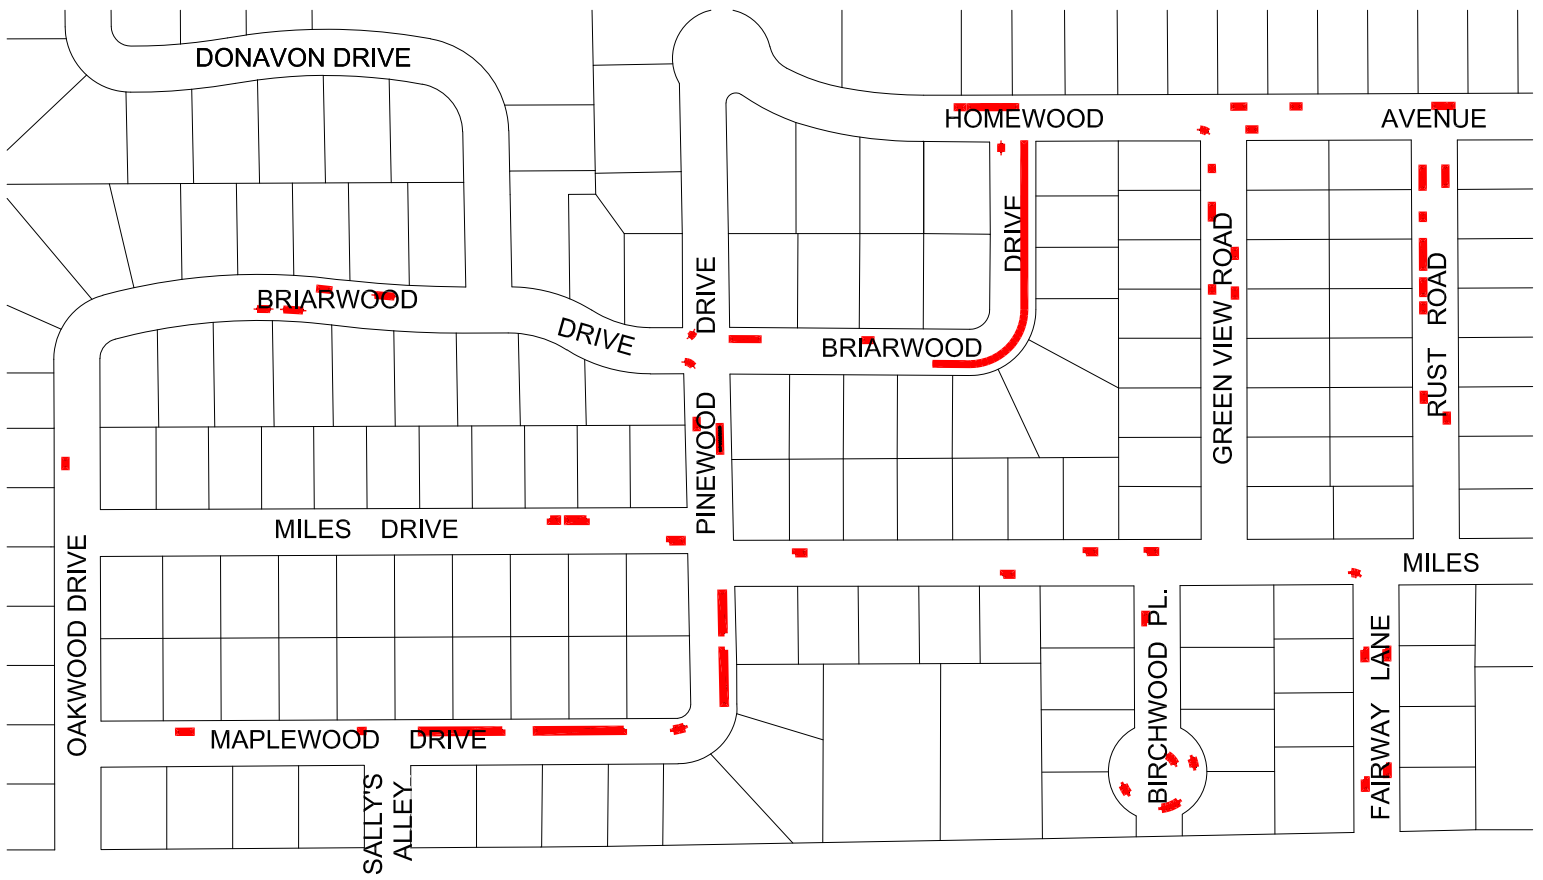 DONAVON DRIVE
HOMEWOOD
AVENUE
BRIARWOOD
DRIVE
DRIVE
DRIVE
BRIARWOOD
GREEN VIEW ROAD
RUST ROAD
PINEWOOD
MILES DRIVE
MILES
OAKWOOD DRIVE
MAPLEWOOD DRIVE
SALLY'S
ALLEY
BIRCHWOOD PL.
FAIRWAY LANE